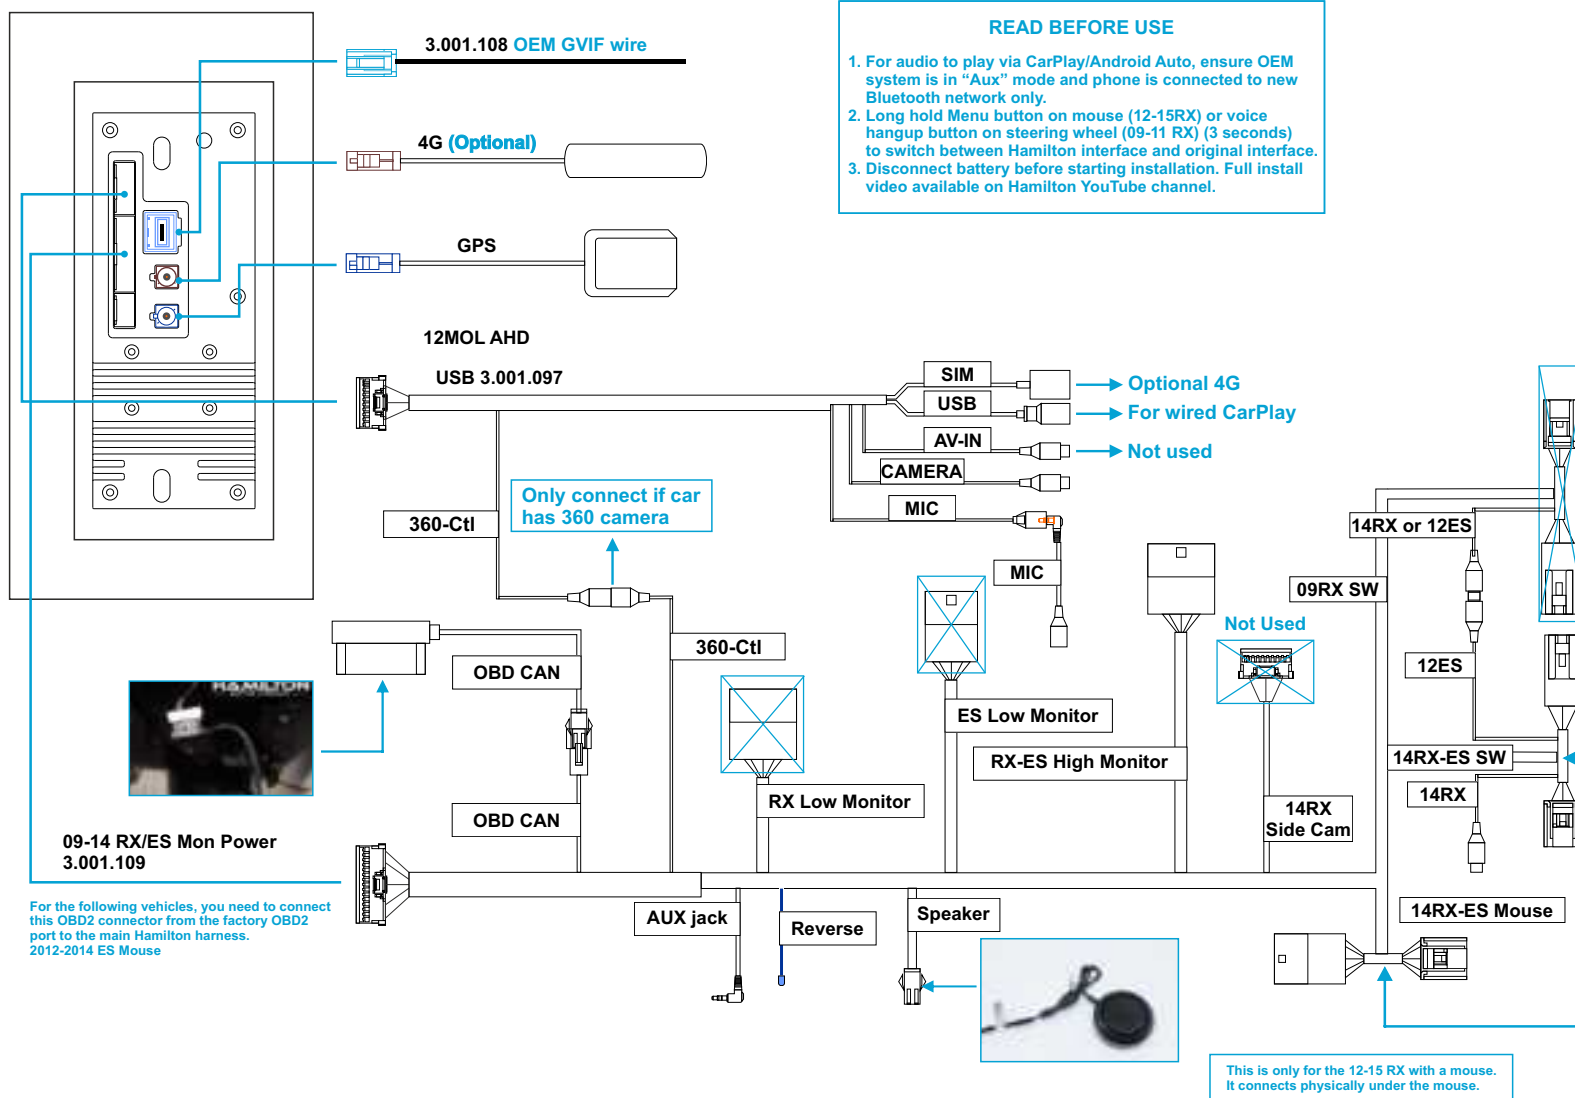 3.001.108 OEM GVIF wire
READ BEFORE USE
1. For audio to play via CarPlay/Android Auto, ensure OEM
system is in “Aux” mode and phone is connected to new
Bluetooth network only.
2. Long hold Menu button on mouse (12-15RX) or voice
hangup button on steering wheel (09-11 RX) (3 seconds)
to switch between Hamilton interface and original interface.
3. Disconnect battery before starting installation. Full install
video available on Hamilton YouTube channel.
4G (Optional)
GPS
12MOL AHD
USB 3.001.097
SIM
Optional 4G
USB
For wired CarPlay
AV-IN
Not used
CAMERA
MIC
MIC
Only connect if car
has 360 camera
360-Ctl
360-Ctl
14RX or 12ES
09RX SW
Not Used
12ES
HAMILTON
OBD CAN
ES Low Monitor
RX-ES High Monitor
14RX-ES SW
14RX
RX Low Monitor
14RX
Side Cam
OBD CAN
09-14 RX/ES Mon Power
3.001.109
For the following vehicles, you need to connect
this OBD2 connector from the factory OBD2
port to the main Hamilton harness.
2012-2014 ES Mouse
AUX jack
Reverse
Speaker
14RX-ES Mouse
This is only for the 12-15 RX with a mouse.
It connects physically under the mouse.